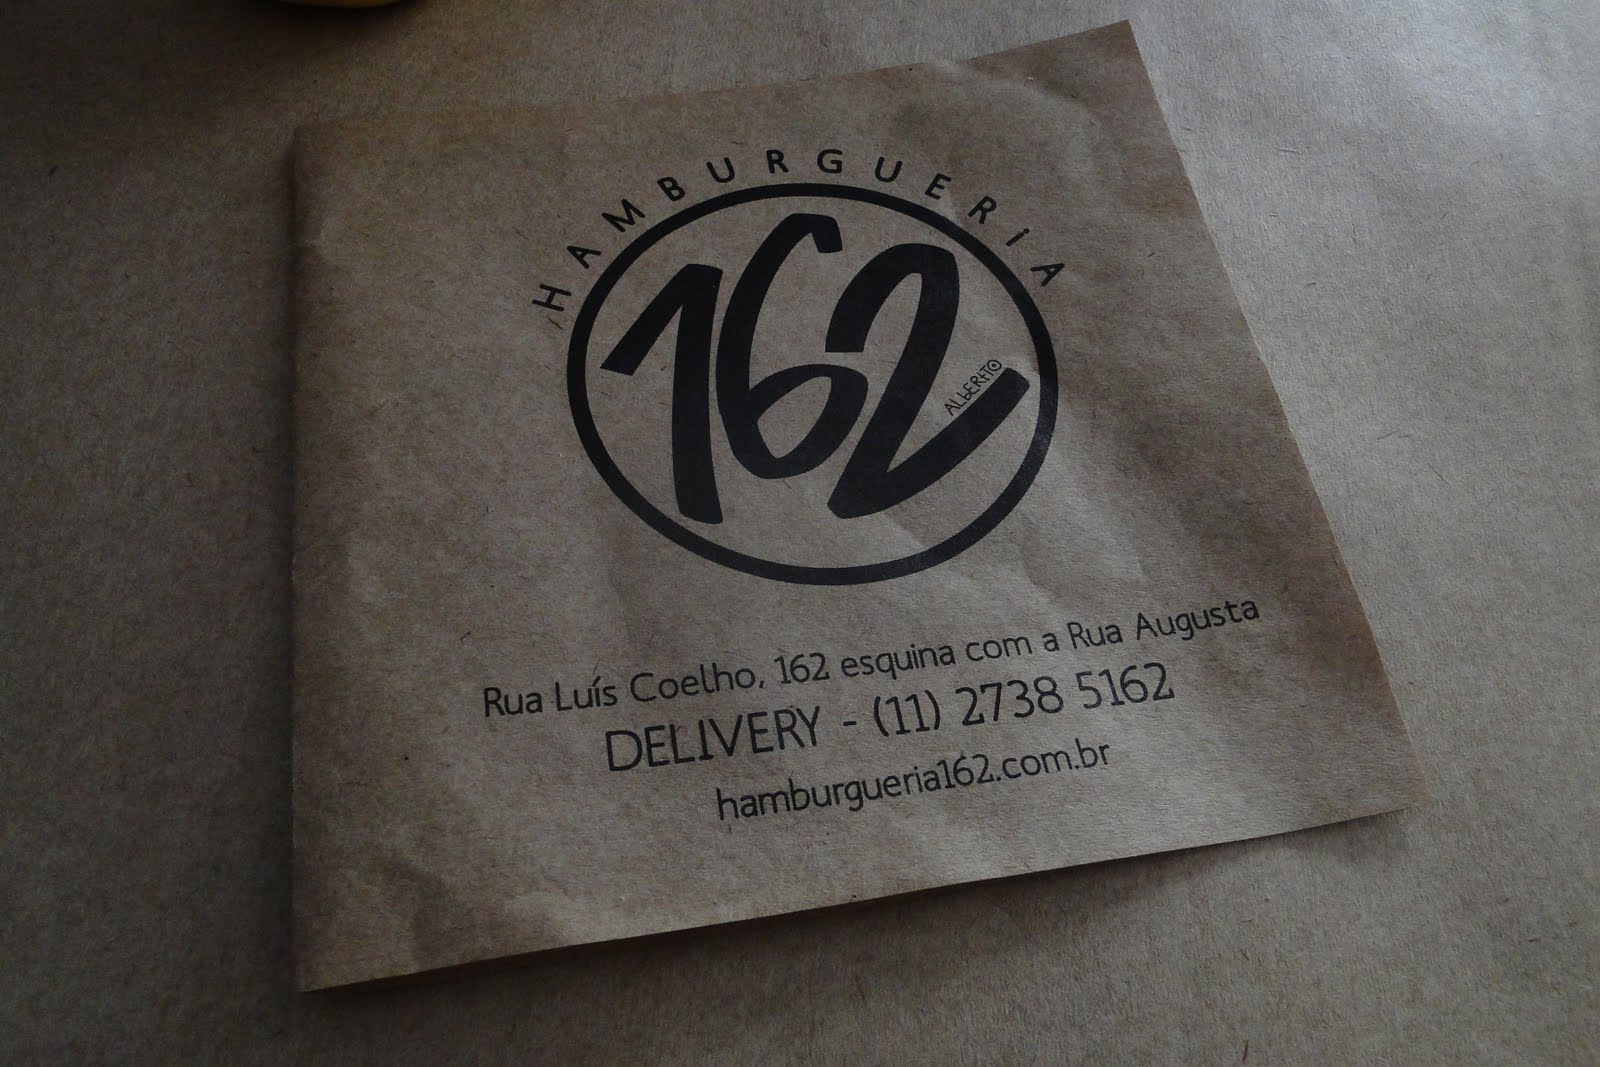 HAMBURGUERiA
162
ALBERTO
Rua Luís Coelho, 162 esquina com a Rua Augusta
DELIVERY - (11) 2738 5162
hamburgueria162.com.br